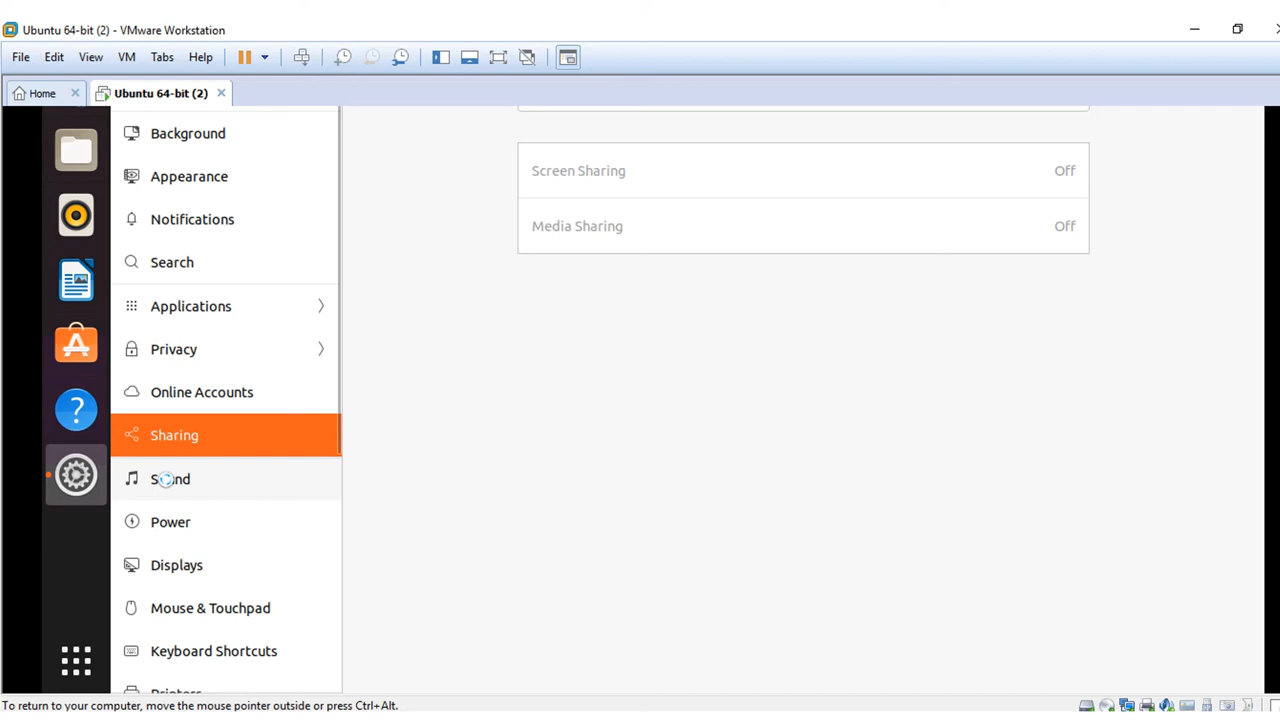 Ubuntu 64-bit (2) - VMware Workstation
File Edit View VM Tabs Help
Home Ubuntu 64-bit (2)
Background
Appearance
Notifications
Search
Applications
Privacy
Online Accounts
Sharing
Power
Displays
Mouse & Touchpad
Keyboard Shortcuts
Printers
Screen Sharing Off
Media Sharing Off
To return to your computer, move the mouse pointer outside or press Ctrl+Alt.